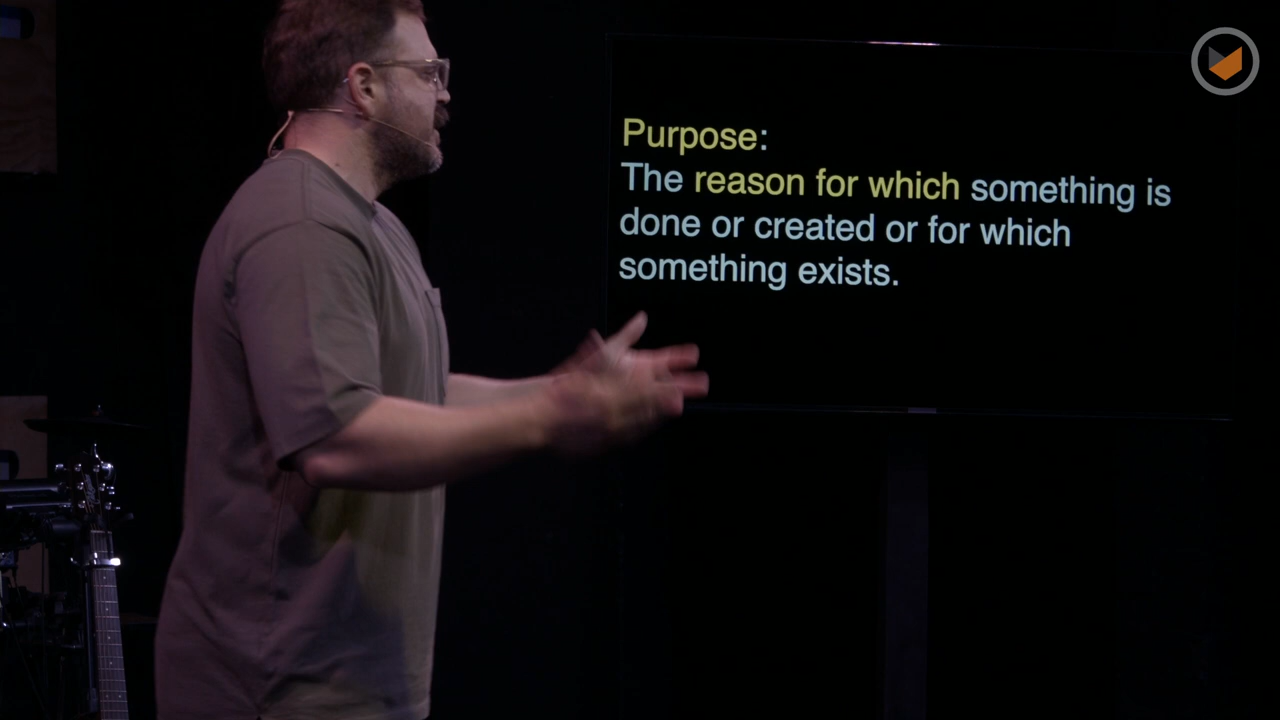 Purpose:
The reason for which something is
done or created or for which
something exists.